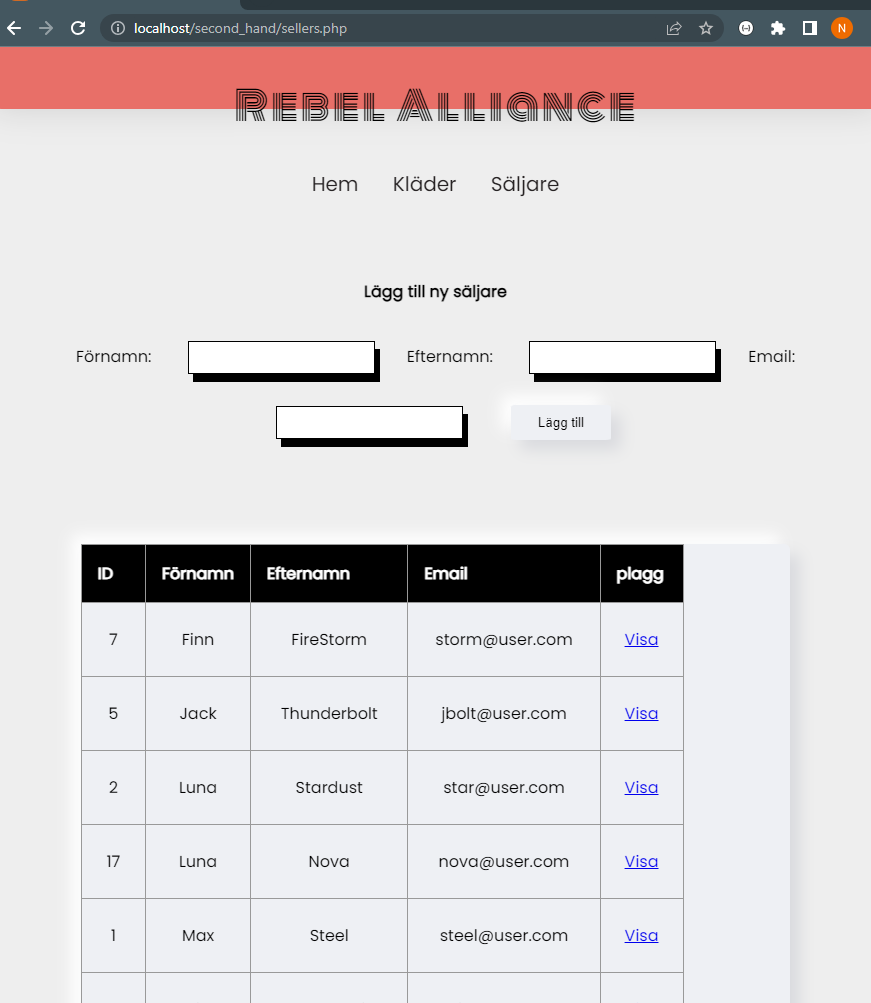 localhost/second_hand/sellers.php
N
Rebel Alliance
Hem Kläder Säljare
Lägg till ny säljare
Förnamn: Efternamn: Email:
Lägg till
ID Förnamn Efternamn Email plagg
7 Finn FireStorm storm@user.com Visa
5 Jack Thunderbolt jbolt@user.com Visa
2 Luna Stardust star@user.com Visa
17 Luna Nova nova@user.com Visa
1 Max Steel steel@user.com Visa